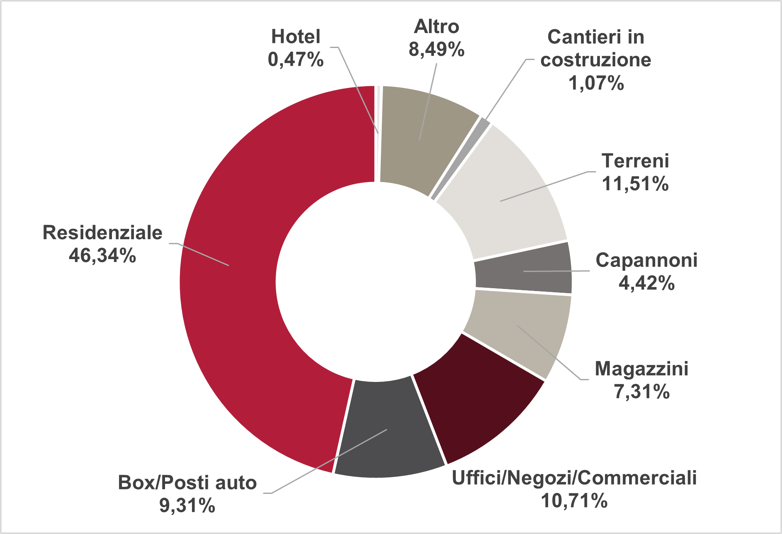 Hotel
0,47%
Altro
8,49%
Cantieri in
costruzione
1,07%
Terreni
11,51%
Capannoni
4,42%
Magazzini
7,31%
Uffici/Negozi/Commerciali
10,71%
Box/Posti auto
9,31%
Residenziale
46,34%